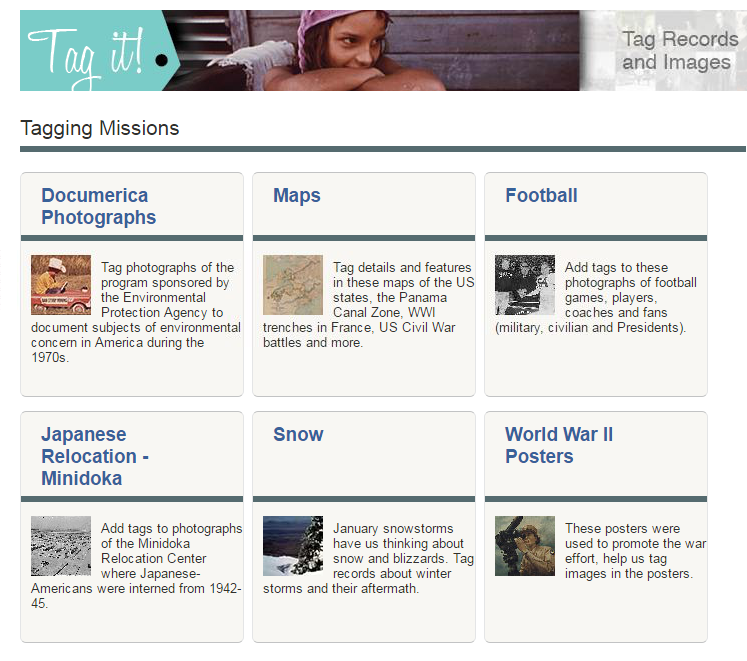 Tag it!
Tag Records
and Images
Tagging Missions
Documerica
Photographs
Tag photographs of the
program sponsored by
the Environmental
Protection Agency to
document subjects of environmental
concern in America during the
1970s.
Maps
Tag details and features
in these maps of the US
states, the Panama
Canal Zone, WWI
trenches in France, US Civil War
battles and more.
Football
Add tags to these
photographs of football
games, players,
coaches and fans
(military, civilian and Presidents).
Japanese
Relocation -
Minidoka
Add tags to photographs
of the Minidoka
Relocation Center
where Japanese-
Americans were interned from 1942-
45.
Snow
January snowstorms
have us thinking about
snow and blizzards. Tag
records about winter
storms and their aftermath.
World War II
Posters
These posters were
used to promote the war
effort, help us tag
images in the posters.